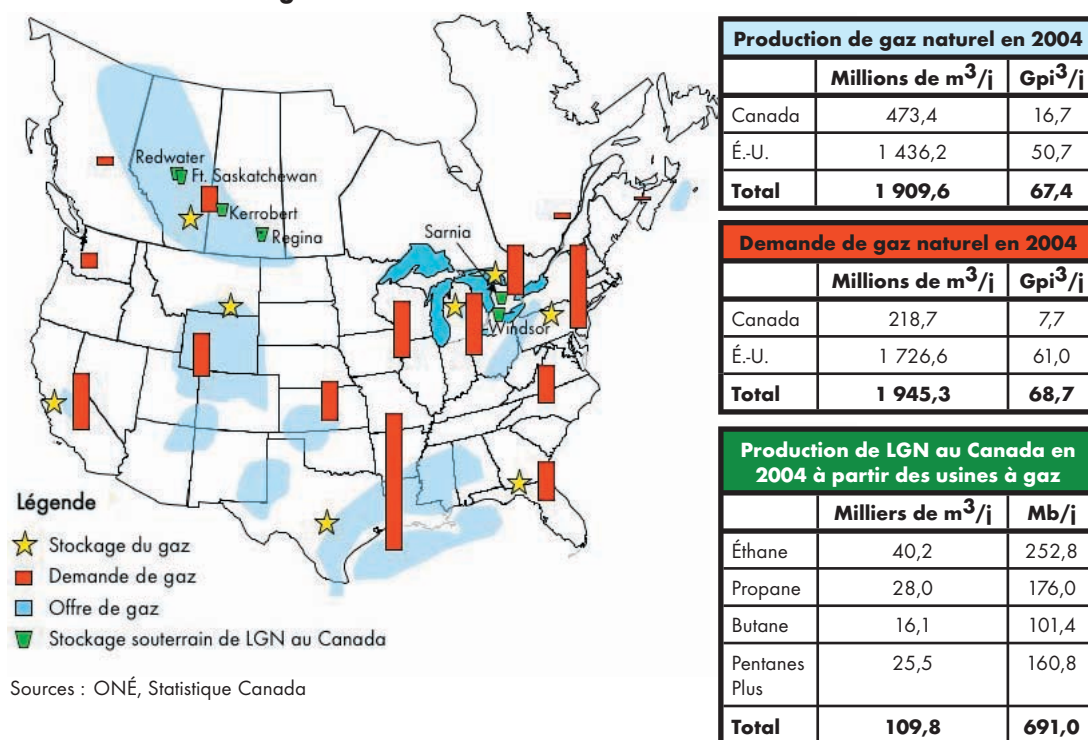 Redwater
Ft. Saskatchewan
Kerrobert
Regina
Sarnia
Windsor
Légende
Stockage du gaz
Demande de gaz
Offre de gaz
Stockage souterrain de LGN au Canada
Sources : ONÉ, Statistique Canada
Production de gaz naturel en 2004
Millions de m³/j Gpi³/j
Canada 473,4 16,7
É.-U. 1 436,2 50,7
Total 1 909,6 67,4
Demande de gaz naturel en 2004
Millions de m³/j Gpi³/j
Canada 218,7 7,7
É.-U. 1 726,6 61,0
Total 1 945,3 68,7
Production de LGN au Canada en
2004 à partir des usines à gaz
Milliers de m³/j Mb/j
Éthane 40,2 252,8
Propane 28,0 176,0
Butane 16,1 101,4
Pentanes 25,5 160,8
Plus
Total 109,8 691,0